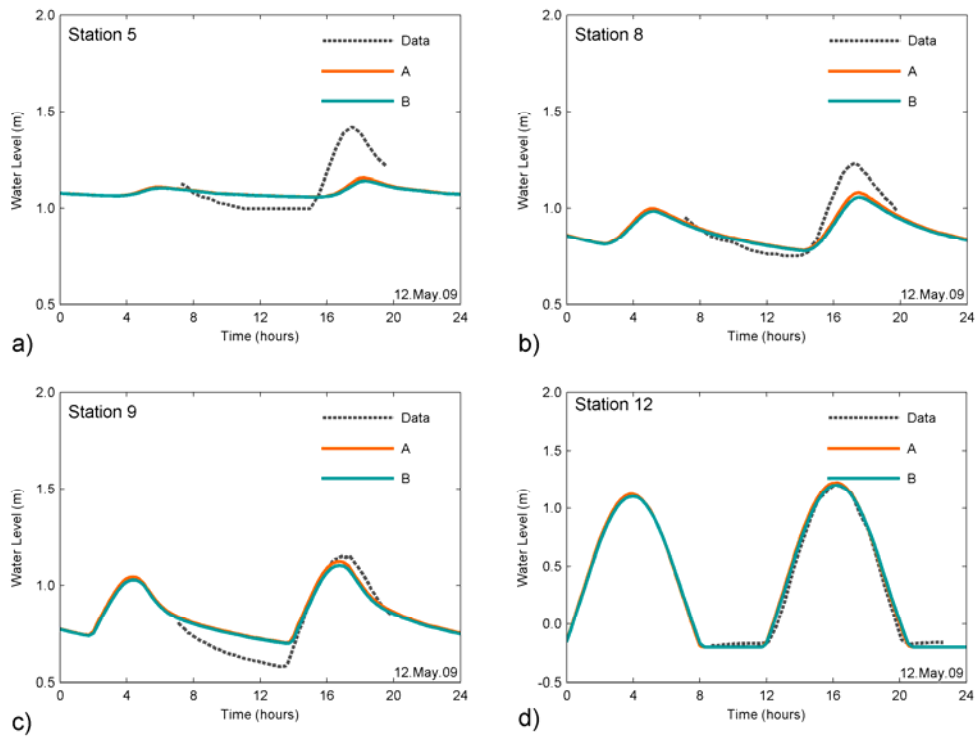 2.0
Station 5
Data
A
B
1.5
1.0
0.5
Water Level (m)
12.May.09
0 4 8 12 16 20 24
Time (hours)
a)
2.0
Station 8
Data
A
B
1.5
1.0
0.5
Water Level (m)
12.May.09
0 4 8 12 16 20 24
Time (hours)
b)
2.0
Station 9
Data
A
B
1.5
1.0
0.5
Water Level (m)
12.May.09
0 4 8 12 16 20 24
Time (hours)
c)
2.0
Station 12
Data
A
B
1.5
1.0
0.5
0.0
-0.5
Water Level (m)
12.May.09
0 4 8 12 16 20 24
Time (hours)
d)